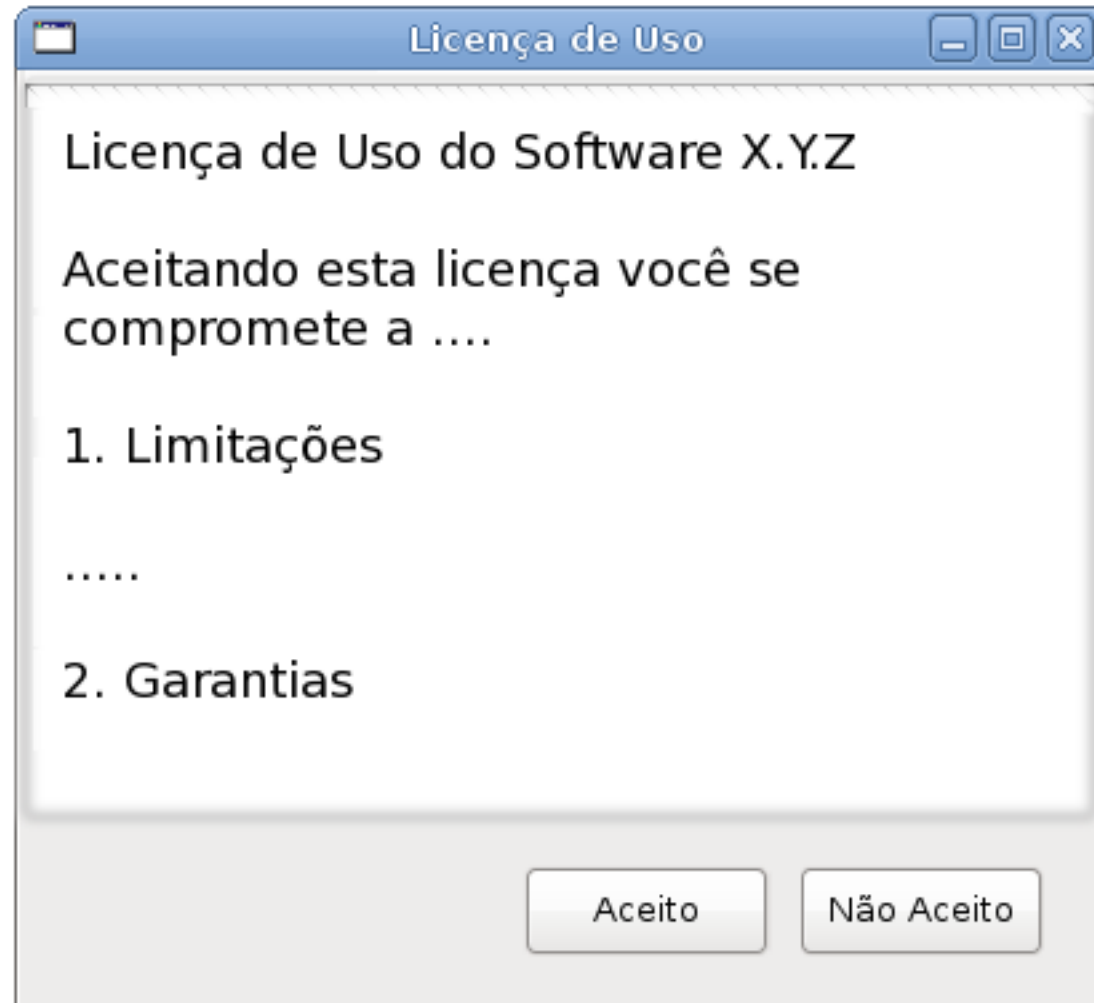 Licença de Uso
Licença de Uso do Software X.Y.Z
Aceitando esta licença você se
compromete a ....
1. Limitações
.....
2. Garantias
Aceito
Não Aceito